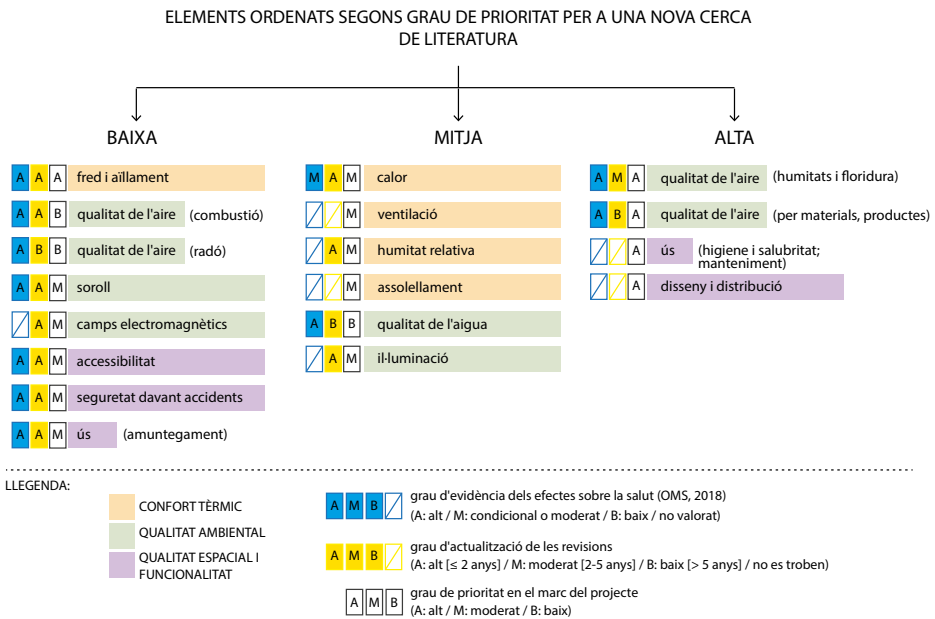 ELEMENTS ORDENATS SEGONS GRAU DE PRIORITAT PER A UNA NOVA CERCA
DE LITERATURA
BAIXA
A A A fred i aïllament
A A B qualitat de l'aire (combustió)
A B B qualitat de l'aire (radó)
A A M soroll
A M camps electromagnètics
A A M accessibilitat
A A M seguretat davant accidents
A A M ús (amuntegament)
MITJA
M A M calor
M ventilació
A M humitat relativa
M assolellament
A B B qualitat de l'aigua
A M il·luminació
ALTA
A M A qualitat de l'aire (humitats i floridura)
A B A qualitat de l'aire (per materials, productes)
A ús (higiene i salubritat;
manteniment)
A disseny i distribució
LLEGENDA:
CONFORT TÈRMIC
QUALITAT AMBIENTAL
QUALITAT ESPACIAL I
FUNCIONALITAT
A M B grau d'evidència dels efectes sobre la salut (OMS, 2018)
(A: alt / M: condicional o moderat / B: baix / no valorat)
A M B grau d'actualització de les revisions
(A: alt [≤ 2 anys] / M: moderat [2-5 anys] / B: baix [> 5 anys] / no es troben)
A M B grau de prioritat en el marc del projecte
(A: alt / M: moderat / B: baix)